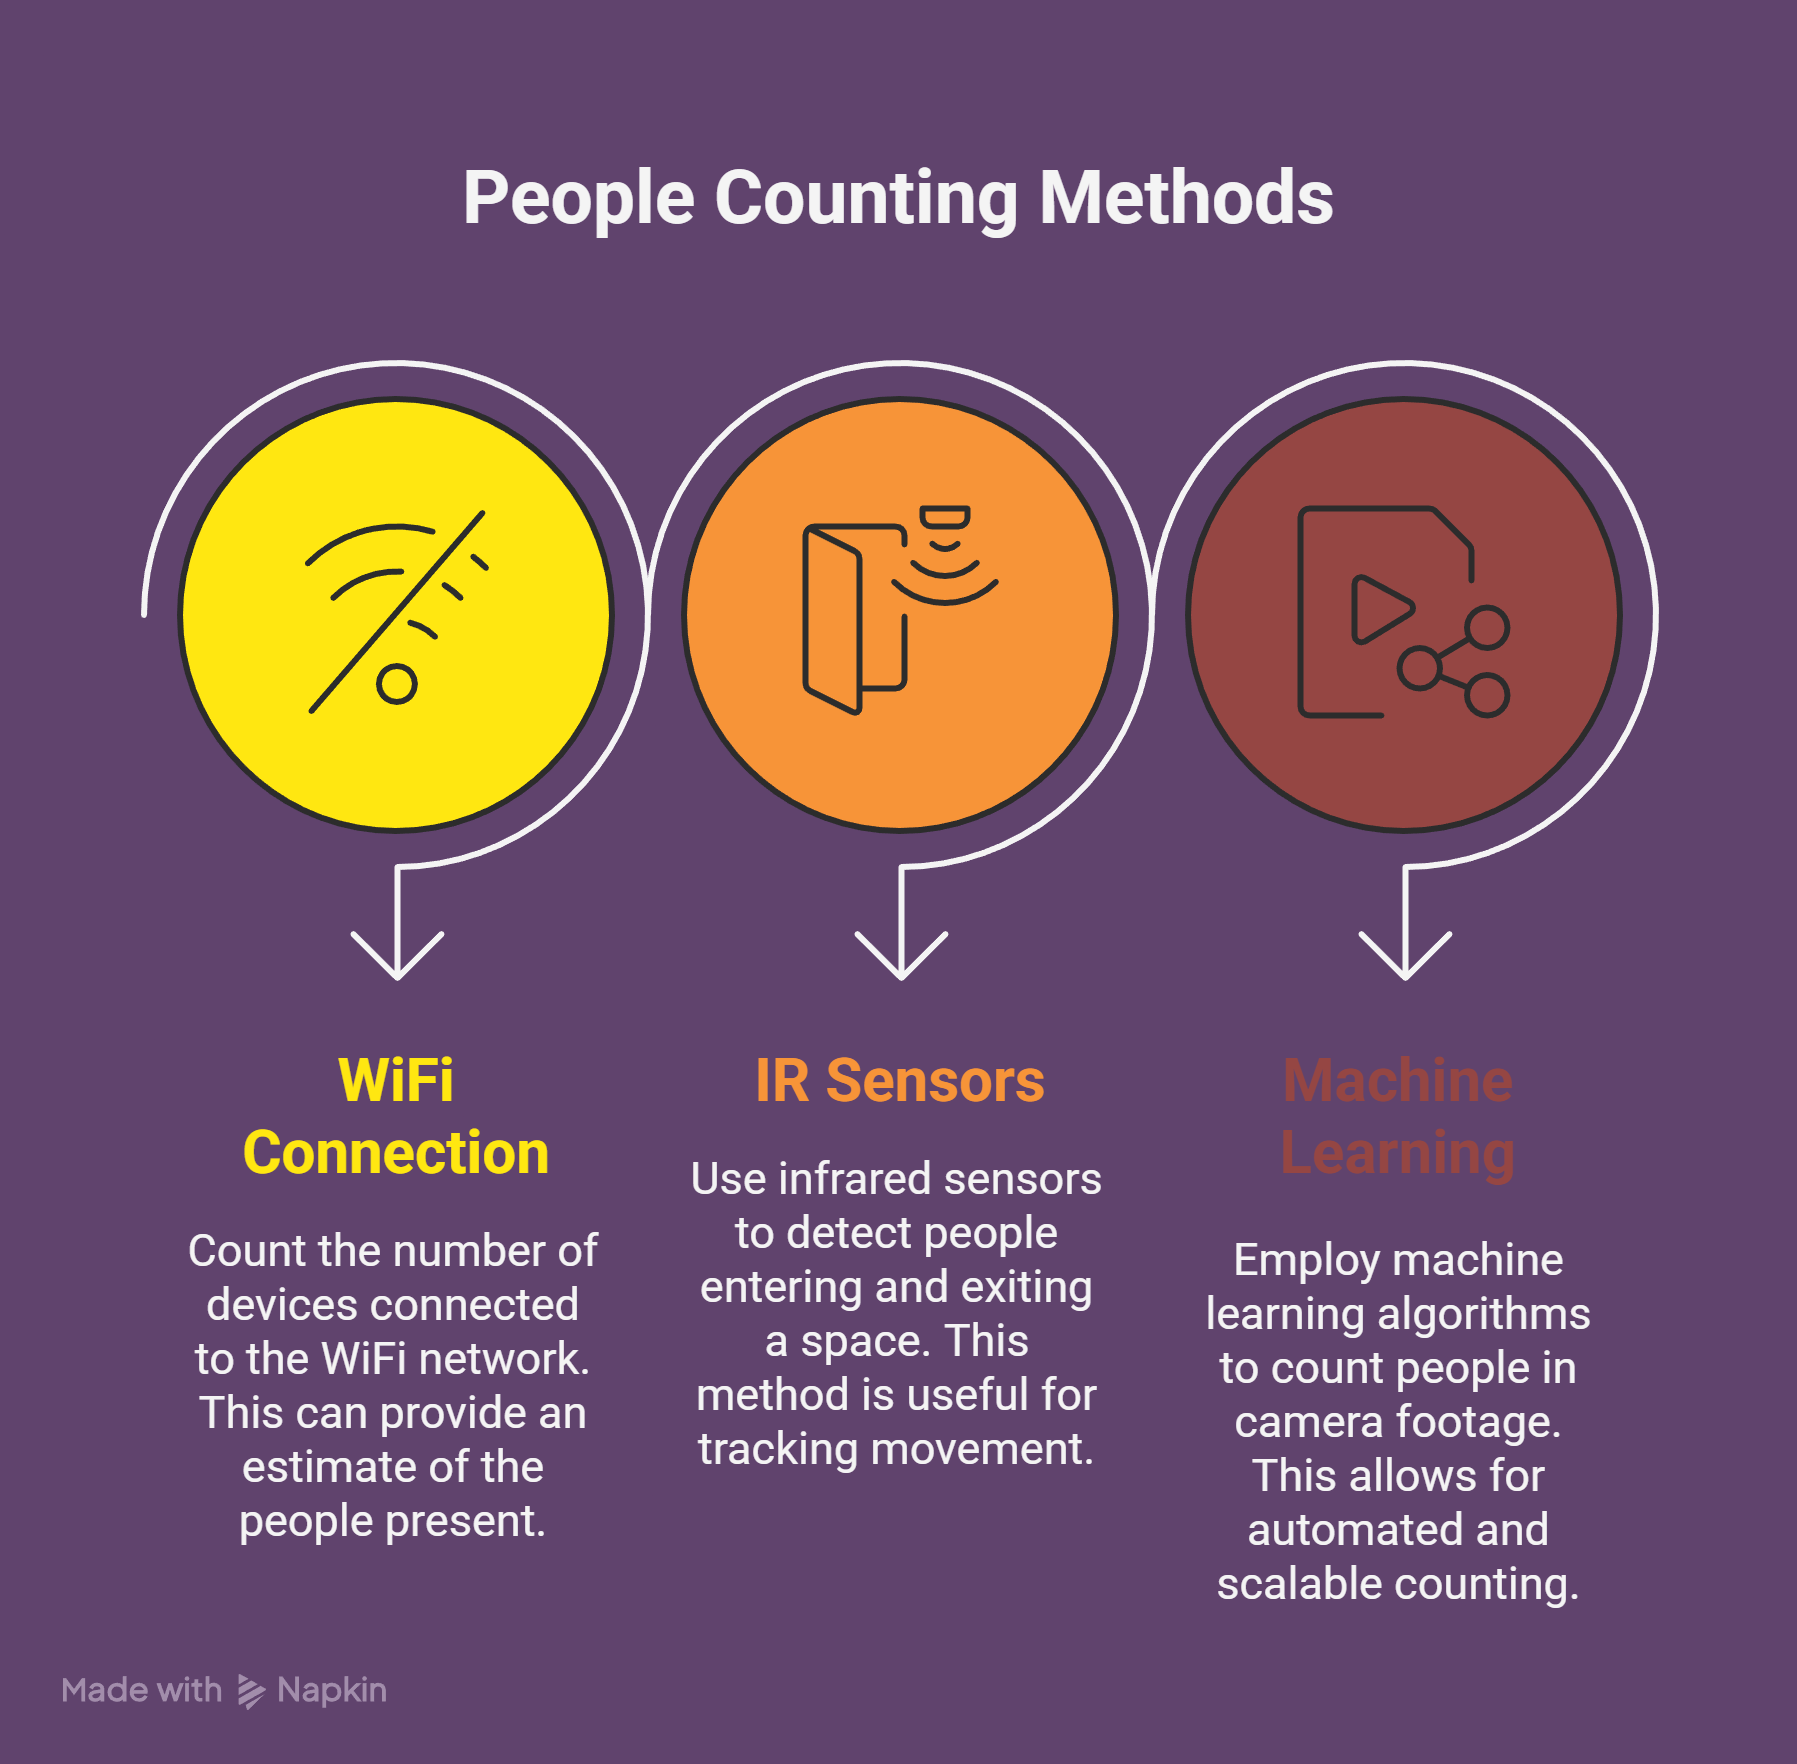 People Counting Methods
WiFi
Connection
Count the number of
devices connected
to the WiFi network.
This can provide an
estimate of the
people present.
IR Sensors
Use infrared sensors
to detect people
entering and exiting
a space. This
method is useful for
tracking movement.
Machine
Learning
Employ machine
learning algorithms
to count people in
camera footage.
This allows for
automated and
scalable counting.
Made with Napkin